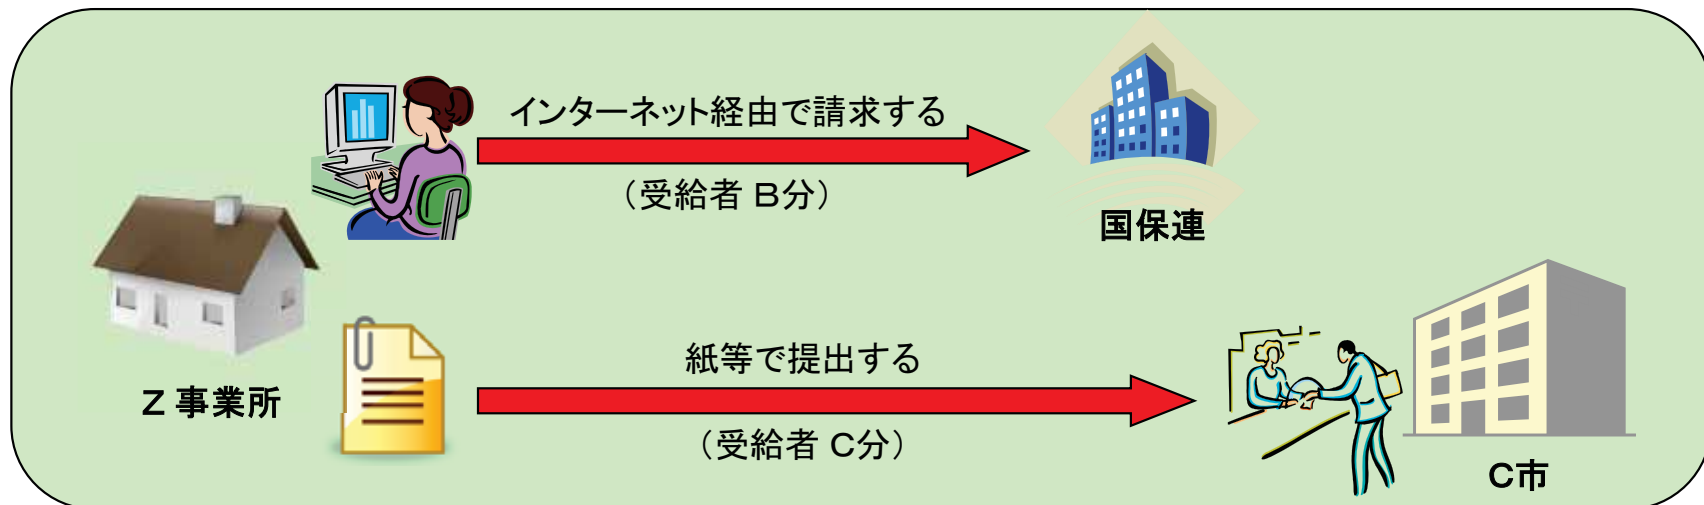 インターネット経由で請求する
（受給者 B分）
国保連
Z 事業所
紙等で提出する
（受給者 C分）
C市